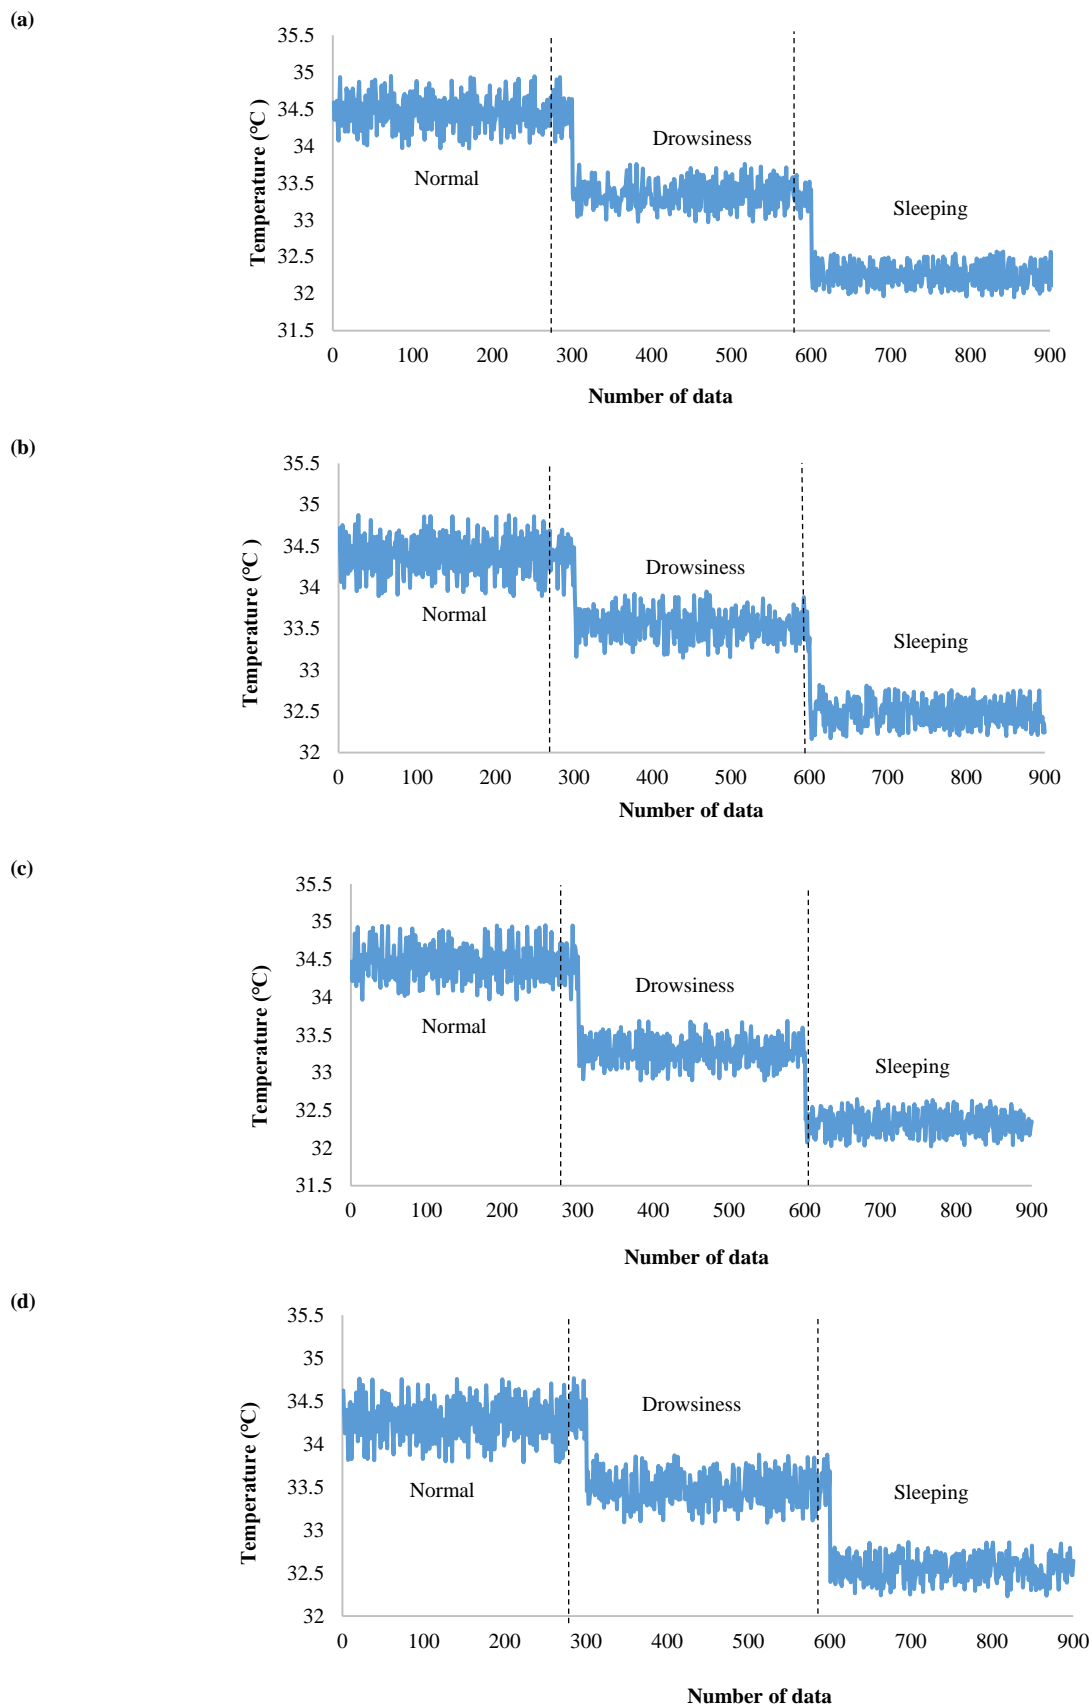 (a)
35.5
35
34.5
34
33.5
33
32.5
32
31.5
Temperature (°C )
Normal
Drowsiness
Sleeping
0 100 200 300 400 500 600 700 800 900
Number of data
(b)
35.5
35
34.5
34
33.5
33
32.5
32
Temperature (°C )
Normal
Drowsiness
Sleeping
0 100 200 300 400 500 600 700 800 900
Number of data
(c)
35.5
35
34.5
34
33.5
33
32.5
32
31.5
Temperature (°C)
Normal
Drowsiness
Sleeping
0 100 200 300 400 500 600 700 800 900
Number of data
(d)
35.5
35
34.5
34
33.5
33
32.5
32
Temperature (°C)
Normal
Drowsiness
Sleeping
0 100 200 300 400 500 600 700 800 900
Number of data